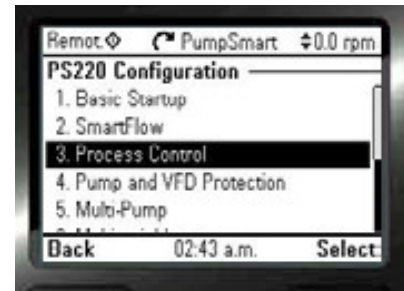 Remot. PumpSmart 0.0 rpm
PS220 Configuration
1. Basic Startup
2. SmartFlow
3. Process Control
4. Pump and VFD Protection
5. Multi-Pump
Back 02:43 a.m. Select